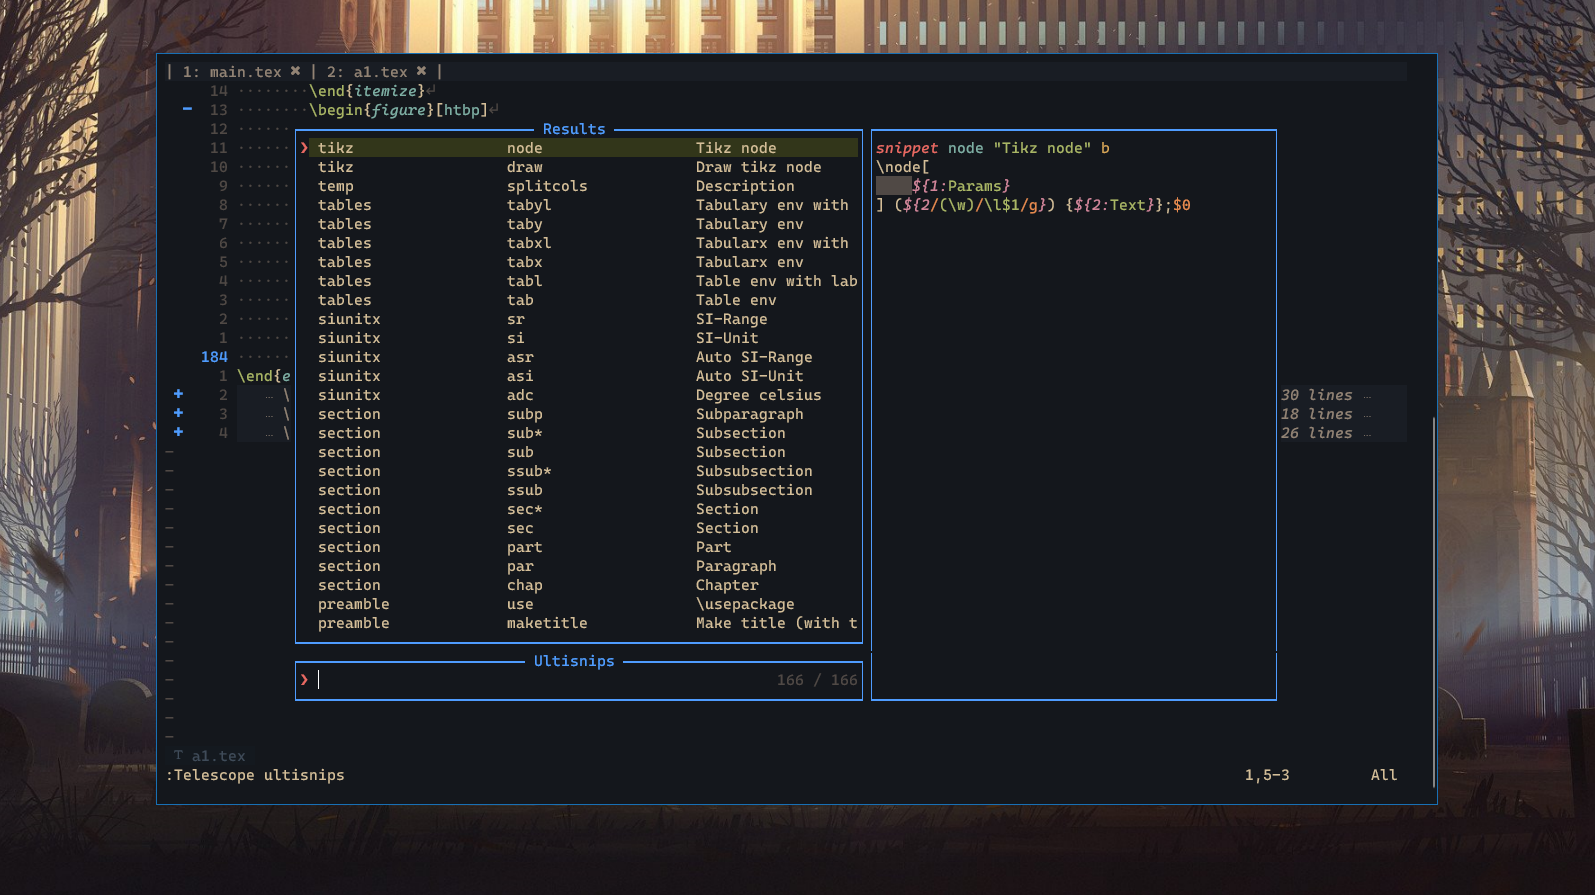 | 1: main.tex ✖ | 2: a1.tex ✖ |
14 ········\end{itemize}↵
− 13 ········\begin{figure}[htbp]↵
12 ······
11 ······
10 ······
9 ······
8 ······
7 ······
6 ······
5 ······
4 ······
3 ······
2 ······
1 ······
184 ······
1 \end{e
+ 2 … \
+ 3 … \
+ 4 … \
Results
❯ tikz node Tikz node
tikz draw Draw tikz node
temp splitcols Description
tables tabyl Tabulary env with
tables taby Tabulary env
tables tabxl Tabularx env with
tables tabx Tabularx env
tables tabl Table env with lab
tables tab Table env
siunitx sr SI-Range
siunitx si SI-Unit
siunitx asr Auto SI-Range
siunitx asi Auto SI-Unit
siunitx adc Degree celsius
section subp Subparagraph
section sub* Subsection
section sub Subsection
section ssub* Subsubsection
section ssub Subsubsection
section sec* Section
section sec Section
section part Part
section par Paragraph
section chap Chapter
preamble use \usepackage
preamble maketitle Make title (with t
Ultisnips
❯ 166 / 166
snippet node "Tikz node" b
\node[
${1:Params}
] (${2/(\w)/\l$1/g}) {${2:Text}};$0
30 lines …
18 lines …
26 lines …
T a1.tex
:Telescope ultisnips 1,5-3 All